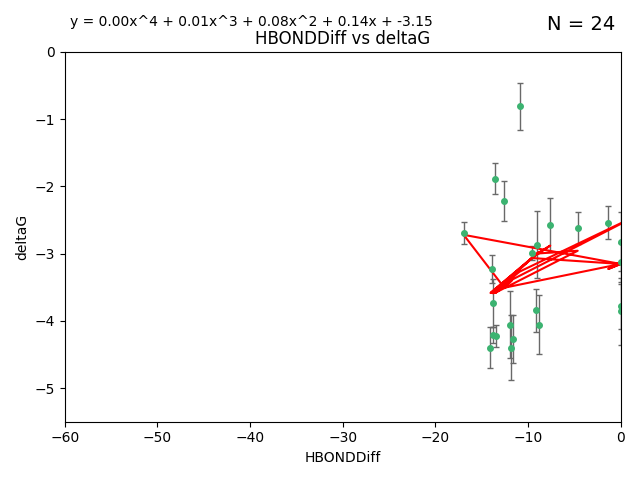 y = 0.00x^4 + 0.01x^3 + 0.08x^2 + 0.14x + -3.15
N = 24
HBONDDiff vs deltaG
0
−1
−2
−3
−4
−5
deltaG
−60 −50 −40 −30 −20 −10 0
HBONDDiff